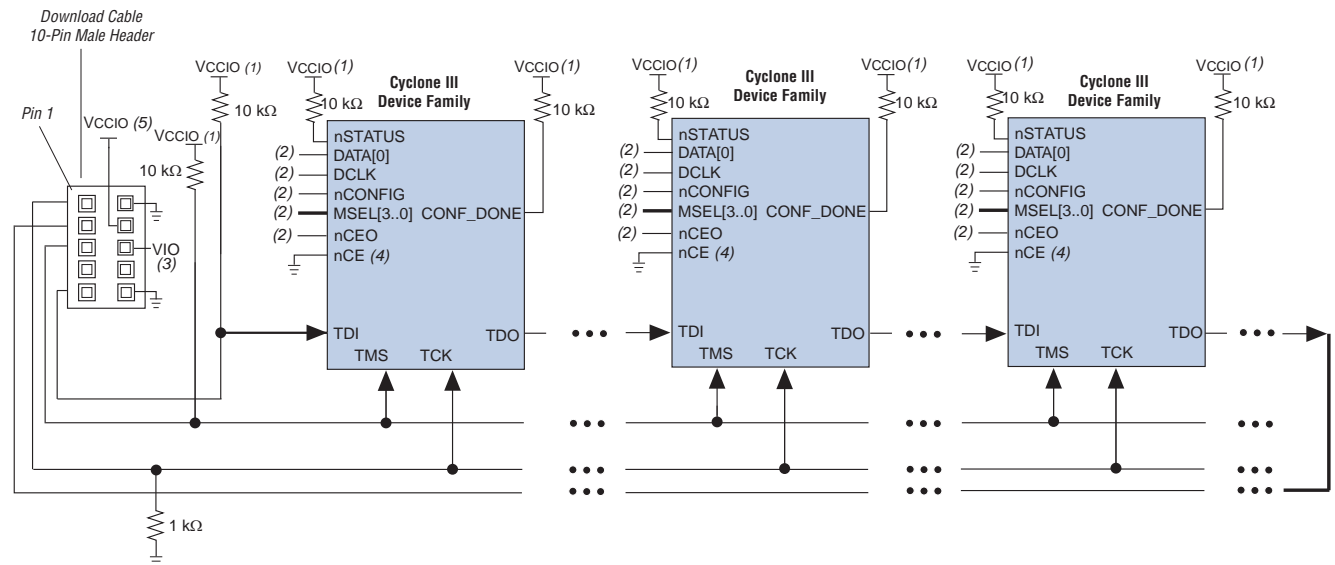 Download Cable
10-Pin Male Header
Pin 1
VCCIO (5)
VCCIO (1)
10 kΩ
VCCIO (1)
10 kΩ
VIO
(3)
1 kΩ
VCCIO (1)
10 kΩ
Cyclone III
Device Family
VCCIO (1)
10 kΩ
nSTATUS
(2) DATA[0]
(2) DCLK
(2) nCONFIG
(2) MSEL[3..0] CONF_DONE
(2) nCEO
nCE (4)
TDI TDO
TMS TCK
VCCIO (1)
10 kΩ
Cyclone III
Device Family
VCCIO (1)
10 kΩ
nSTATUS
(2) DATA[0]
(2) DCLK
(2) nCONFIG
(2) MSEL[3..0] CONF_DONE
(2) nCEO
nCE (4)
TDI TDO
TMS TCK
VCCIO (1)
10 kΩ
Cyclone III
Device Family
VCCIO (1)
10 kΩ
nSTATUS
(2) DATA[0]
(2) DCLK
(2) nCONFIG
(2) MSEL[3..0] CONF_DONE
(2) nCEO
nCE (4)
TDI TDO
TMS TCK